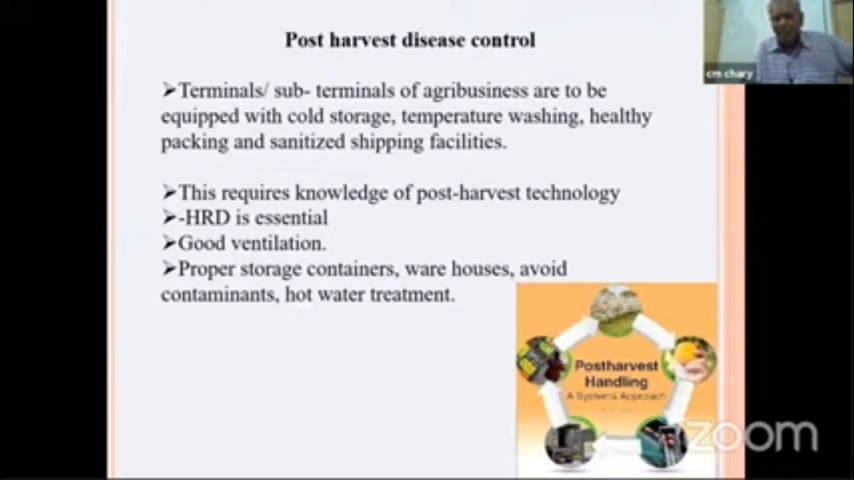 Post harvest disease control
cm chary
➢Terminals/ sub- terminals of agribusiness are to be
equipped with cold storage, temperature washing, healthy
packing and sanitized shipping facilities.
➢This requires knowledge of post-harvest technology
➢-HRD is essential
➢Good ventilation.
➢Proper storage containers, ware houses, avoid
contaminants, hot water treatment.
Postharvest
Handling
A Systems Approach
zoom